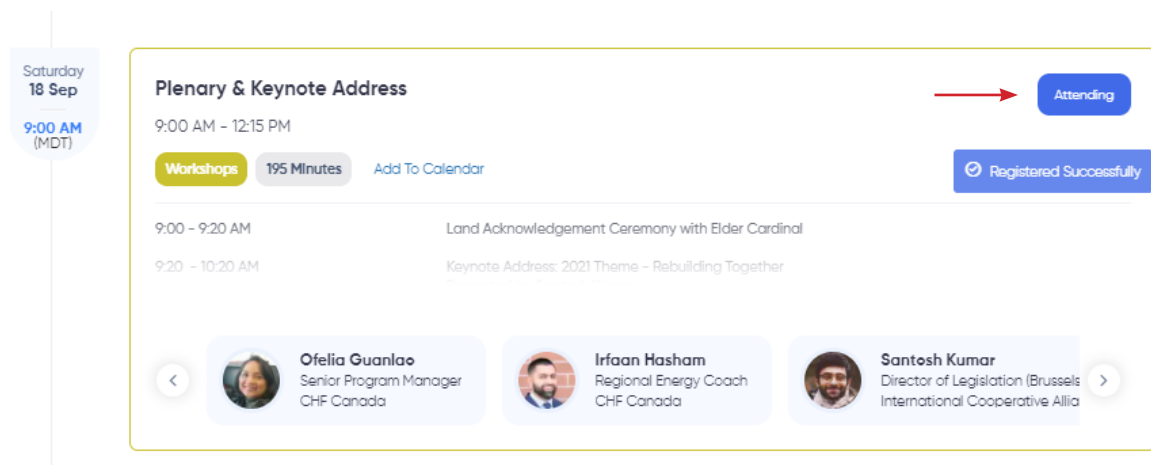 Saturday
18 Sep
9:00 AM
(MDT)
Plenary & Keynote Address
Attending
9:00 AM - 12:15 PM
Workshops 195 Minutes Add To Calendar
Registered Successfully
9:00 - 9:20 AM Land Acknowledgement Ceremony with Elder Cardinal
9:20 - 10:20 AM Keynote Address: 2021 Theme - Rebuilding Together
Ofelia Guanlao
Senior Program Manager
CHF Canada
Irfaan Hasham
Regional Energy Coach
CHF Canada
Santosh Kumar
Director of Legislation (Brussels
International Cooperative Allia